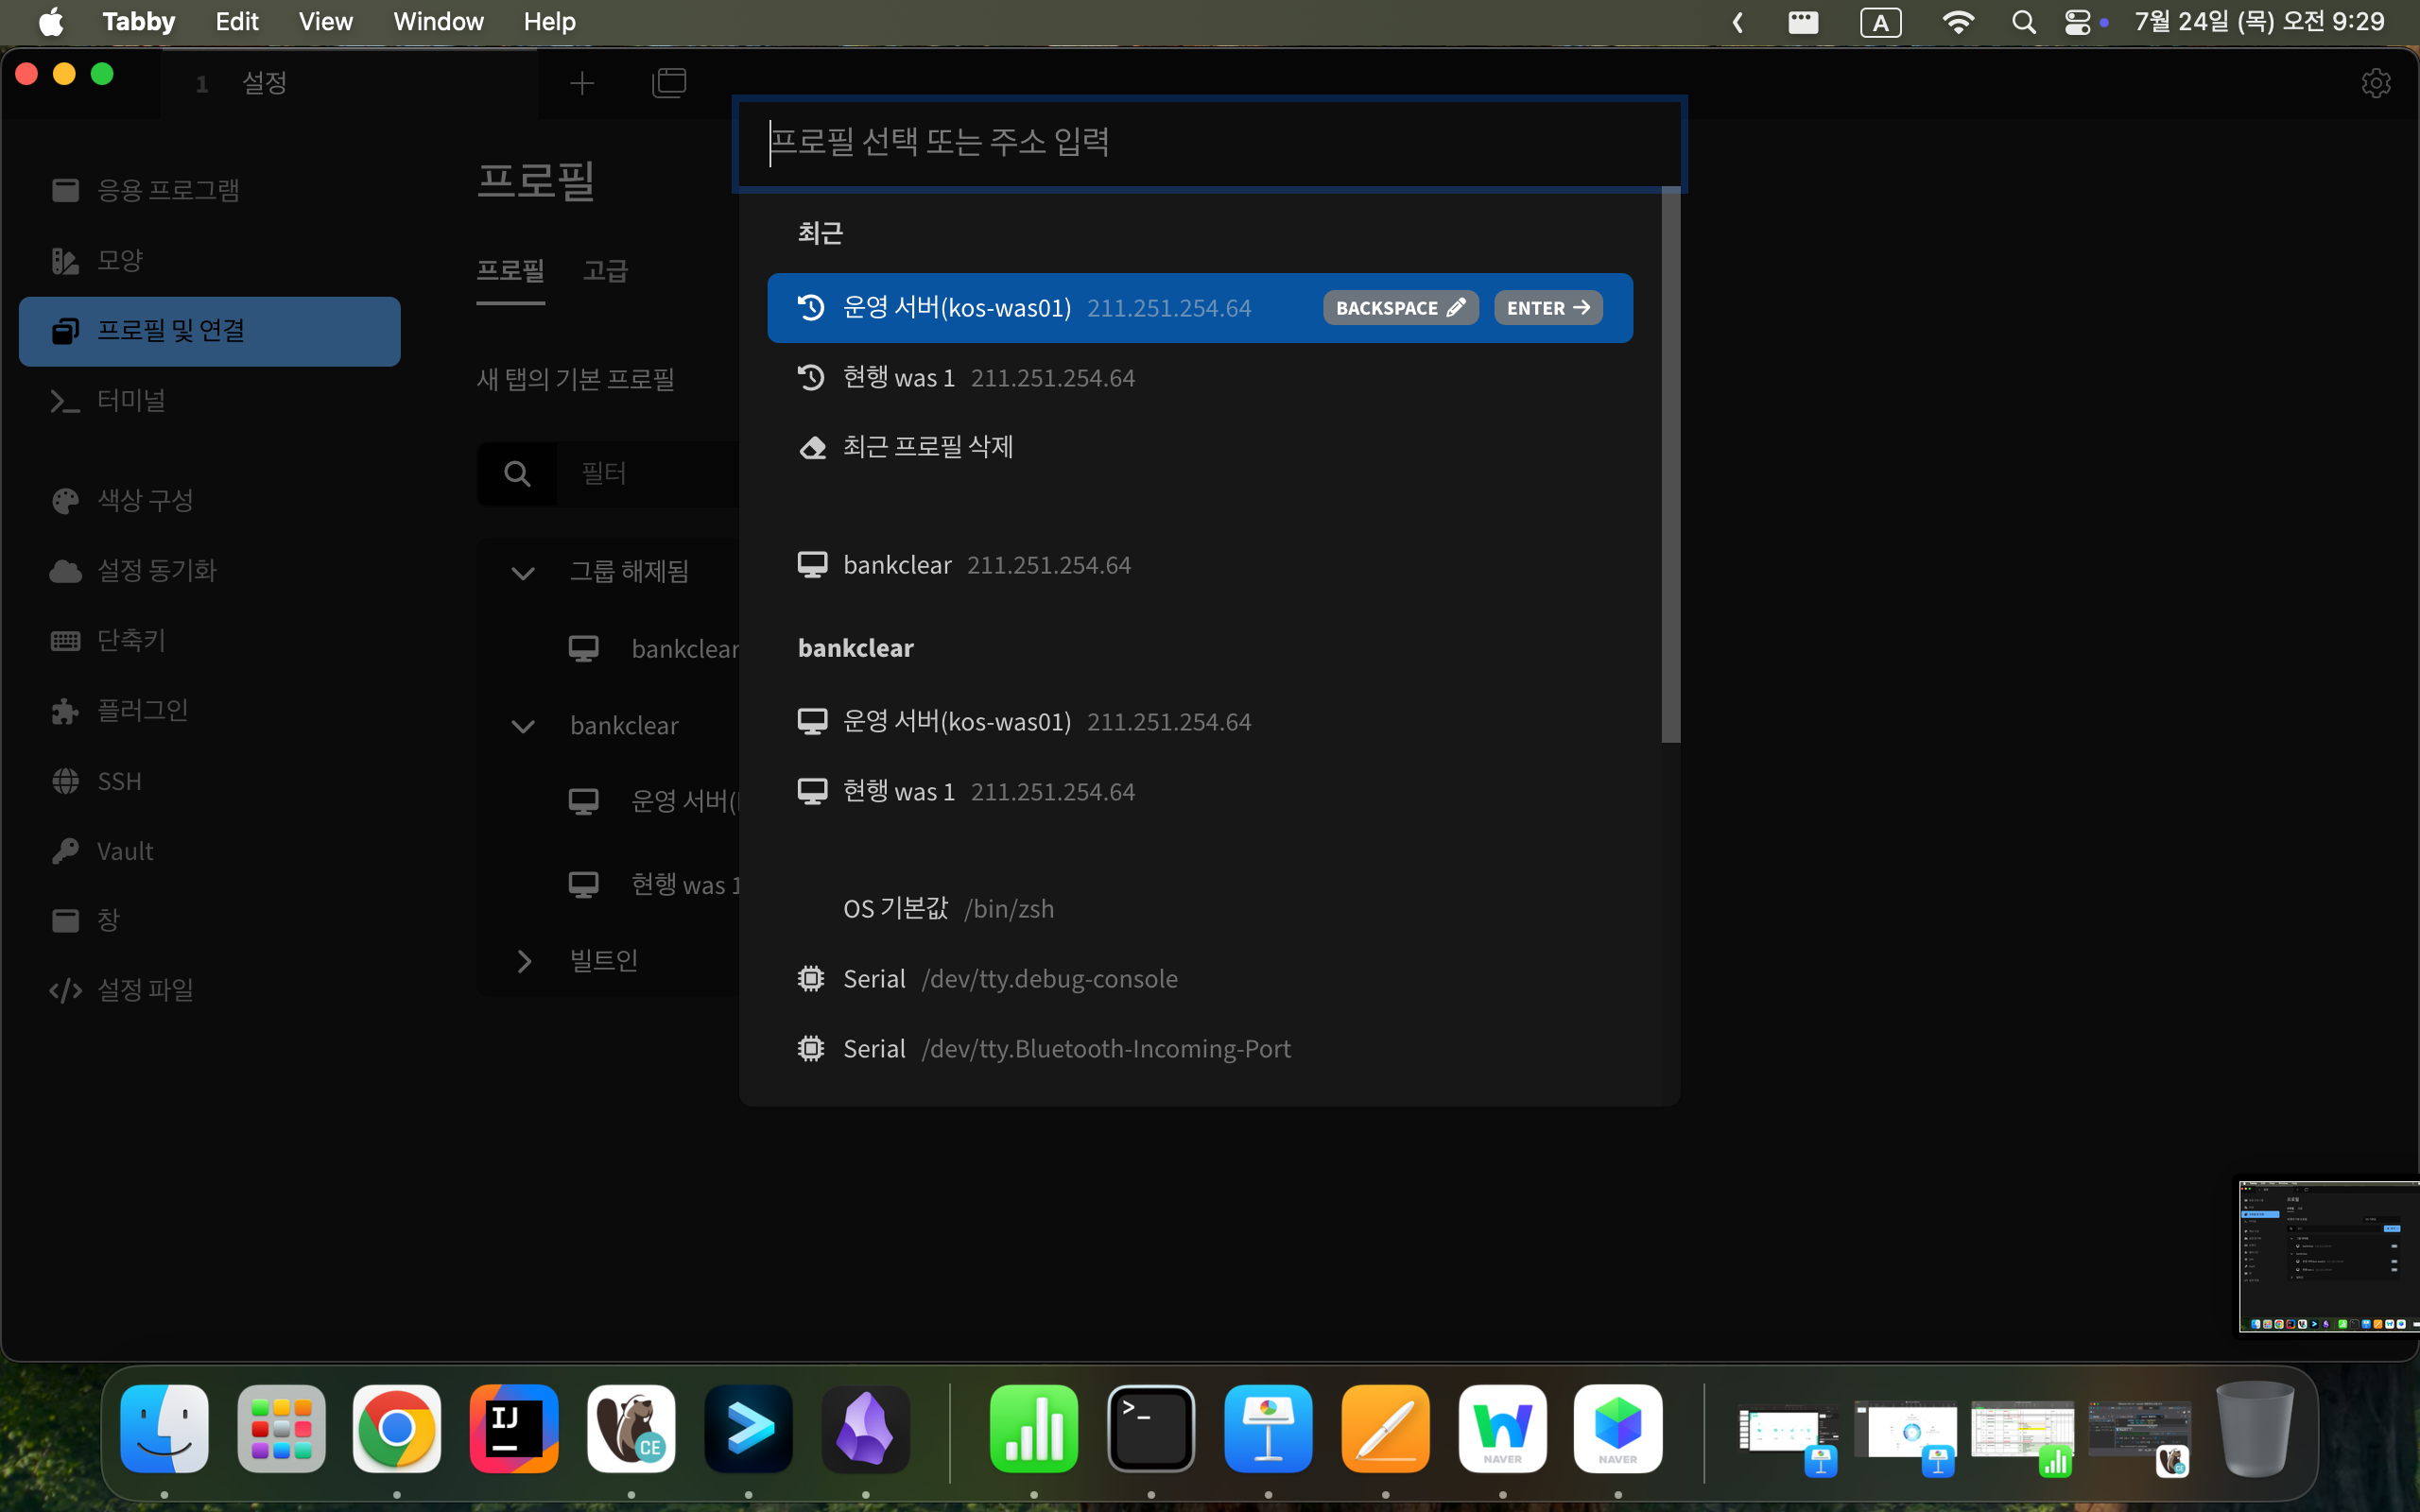 Tabby Edit View Window Help
A
7월 24일 (목) 오전 9:29
1 설정
응용 프로그램
모양
프로필 및 연결
터미널
색상 구성
설정 동기화
단축키
플러그인
SSH
Vault
창
설정 파일
프로필
프로필 고급
새 탭의 기본 프로필
필터
그룹 해제됨
bankclear
bankclear
운영 서버(
현행 was 1
빌트인
프로필 선택 또는 주소 입력
최근
운영 서버(kos-was01) 211.251.254.64 BACKSPACE ENTER
현행 was 1 211.251.254.64
최근 프로필 삭제
bankclear 211.251.254.64
bankclear
운영 서버(kos-was01) 211.251.254.64
현행 was 1 211.251.254.64
OS 기본값 /bin/zsh
Serial /dev/tty.debug-console
Serial /dev/tty.Bluetooth-Incoming-Port
IJ
CE
NAVER
NAVER